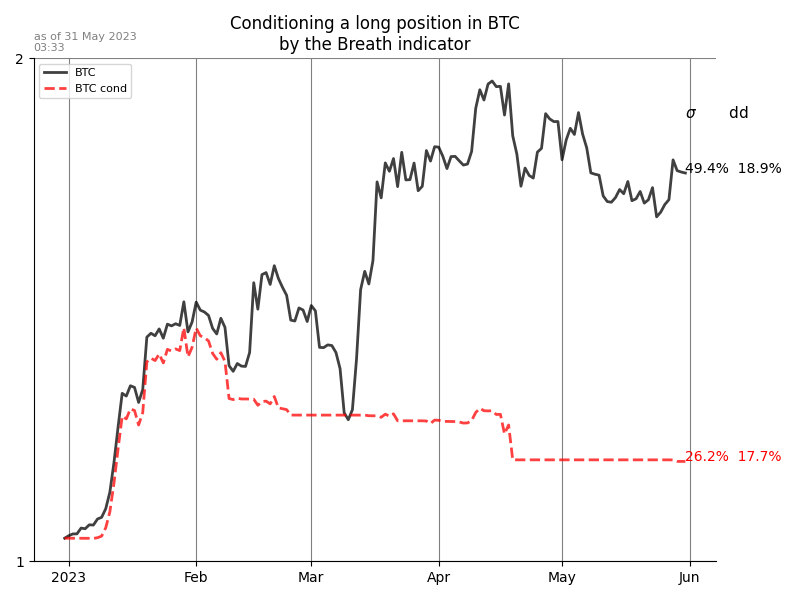 Conditioning a long position in BTC
by the Breath indicator
as of 31 May 2023
03:33
2
BTC
BTC cond
σ dd
49.4% 18.9%
26.2% 17.7%
1
2023 Feb Mar Apr May Jun